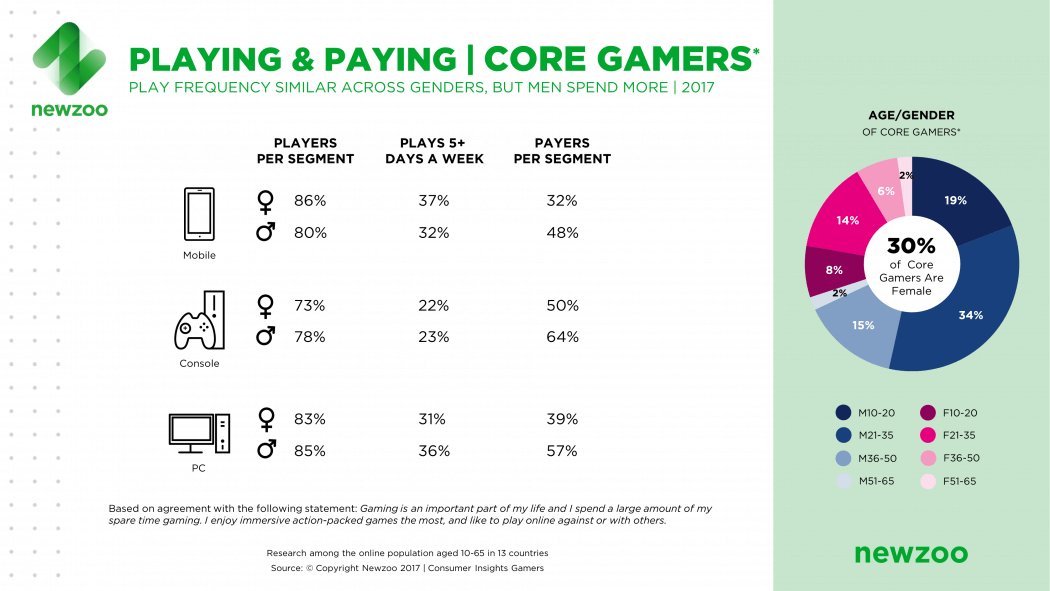 PLAYING & PAYING | CORE GAMERS*
PLAY FREQUENCY SIMILAR ACROSS GENDERS, BUT MEN SPEND MORE | 2017
newzoo
PLAYERS
PER SEGMENT
PLAYS 5+
DAYS A WEEK
PAYERS
PER SEGMENT
86% 37% 32%
80% 32% 48%
Mobile
73% 22% 50%
78% 23% 64%
Console
83% 31% 39%
85% 36% 57%
PC
Based on agreement with the following statement: Gaming is an important part of my life and I spend a large amount of my
spare time gaming. I enjoy immersive action-packed games the most, and like to play online against or with others.
Research among the online population aged 10-65 in 13 countries
Source: © Copyright Newzoo 2017 | Consumer Insights Gamers
AGE/GENDER
OF CORE GAMERS*
2%
6%
19%
14%
30%
of Core
Gamers Are
Female
8%
2%
34%
15%
M10-20 F10-20
M21-35 F21-35
M36-50 F36-50
M51-65 F51-65
newzoo